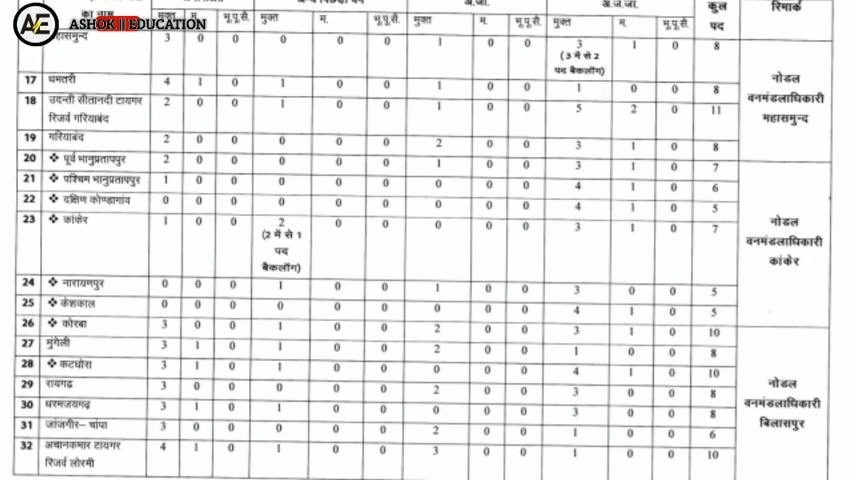 ASHOK || EDUCATION
AE
का नाम मुक्त म. भू.पू.सै. मुक्त म. भू.पू.सै. मुक्त म. भू.पू.सै. मुक्त म. भू.पू.सै. कुल पद रिमार्क
अ.जा. अ.ज.जा.
महासमुन्द 3 0 0 0 0 0 1 0 0 3 1 0 8
(3 में से 2
पद बैकलॉग)
17 धमतरी 4 1 0 1 0 0 1 0 0 1 0 0 8
18 उदन्ती सीतानदी टायगर 2 0 0 1 0 0 1 0 0 5 2 0 11
रिजर्व गरियाबंद
19 गरियाबंद 2 0 0 0 0 0 2 0 0 3 1 0 8
नोडल
वनमंडलाधिकारी
महासमुन्द
20 ❖ पूर्व भानुप्रतापपुर 2 0 0 0 0 0 1 0 0 3 1 0 7
21 ❖ पश्चिम भानुप्रतापपुर 1 0 0 0 0 0 0 0 0 4 1 0 6
22 ❖ दक्षिण कोण्डागांव 0 0 0 0 0 0 0 0 0 4 1 0 5
23 ❖ कांकेर 1 0 0 2 0 0 0 0 0 3 1 0 7
(2 में से 1
पद
बैकलॉग)
24 ❖ नारायणपुर 0 0 0 1 0 0 1 0 0 3 0 0 5
25 ❖ केशकाल 0 0 0 0 0 0 0 0 0 4 1 0 5
नोडल
वनमंडलाधिकारी
कांकेर
26 ❖ कोरबा 3 0 0 1 0 0 2 0 0 3 1 0 10
27 मुंगेली 3 1 0 1 0 0 2 0 0 1 0 0 8
28 ❖ कटघोरा 3 1 0 1 0 0 0 0 0 4 1 0 10
29 रायगढ़ 3 0 0 0 0 0 2 0 0 3 0 0 8
30 धरमजयगढ़ 3 1 0 1 0 0 0 0 0 3 0 0 8
31 जांजगीर– चांपा 3 0 0 0 0 0 2 0 0 1 0 0 6
32 अचानकमार टायगर 4 1 0 1 0 0 3 0 0 1 0 0 10
रिजर्व लोरमी
नोडल
वनमंडलाधिकारी
बिलासपुर